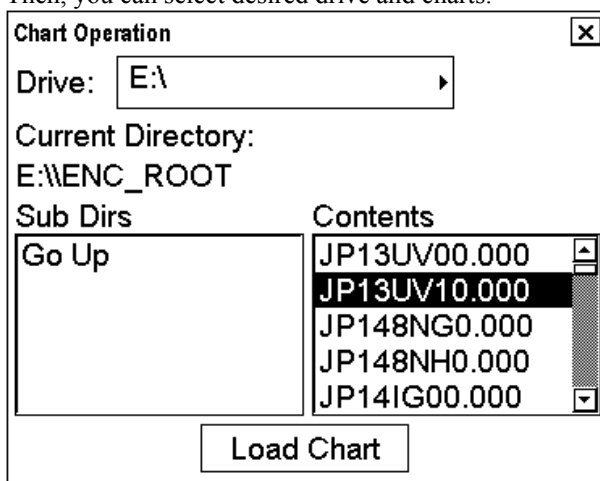 Then, you can select desired drive and charts.
Chart Operation
Drive: E:\
Current Directory:
E:\\ENC_ROOT
Sub Dirs
Go Up
Contents
JP13UV00.000
JP13UV10.000
JP148NG0.000
JP148NH0.000
JP14IG00.000
Load Chart